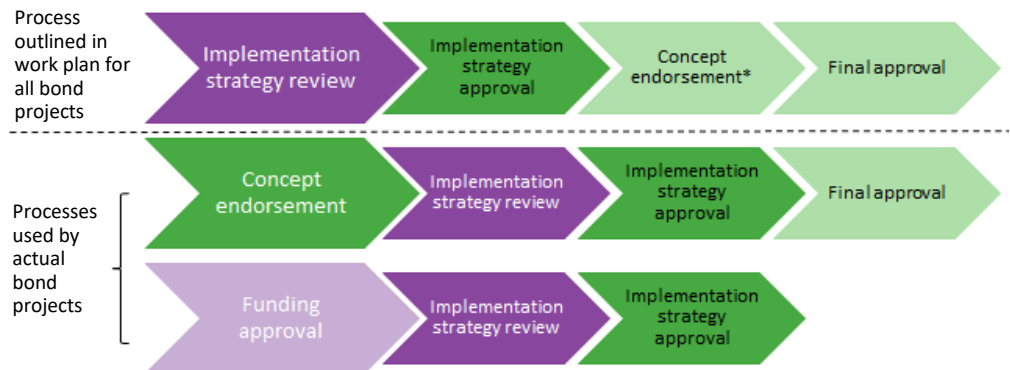 Process
outlined in
work plan for
all bond
projects
Implementation
strategy review
Implementation
strategy
approval
Concept
endorsement*
Final approval
Processes
used by
actual
bond
projects
Concept
endorsement
Implementation
strategy review
Implementation
strategy
approval
Final approval
Funding
approval
Implementation
strategy review
Implementation
strategy
approval